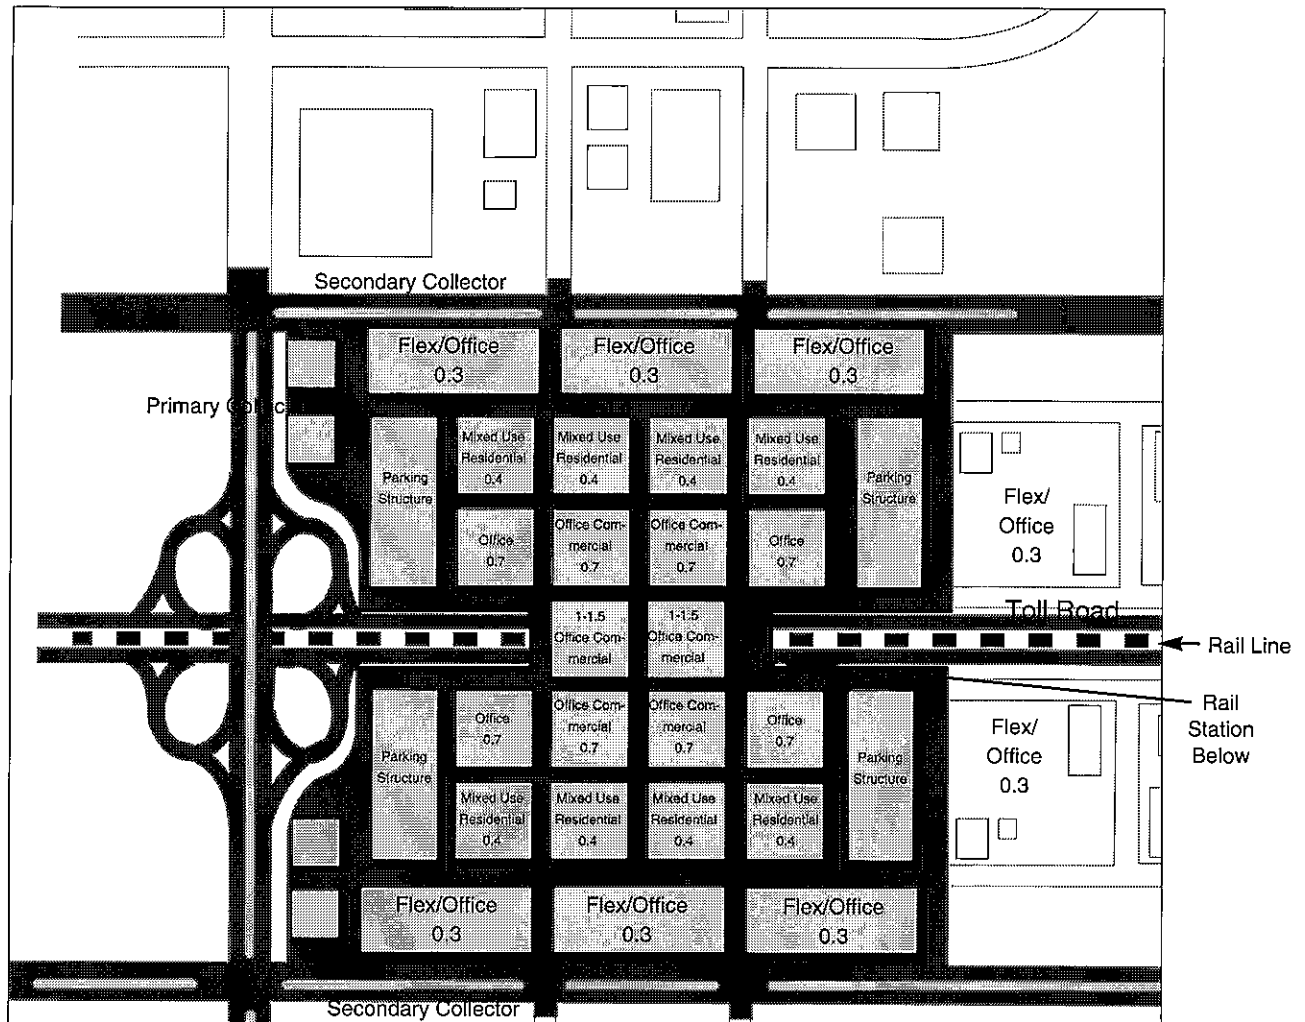 Secondary Collector
Flex/Office
0.3
Flex/Office
0.3
Flex/Office
0.3
Primary Collec
Parking
Structure
Mixed Use
Residential
0.4
Mixed Use
Residential
0.4
Mixed Use
Residential
0.4
Mixed Use
Residential
0.4
Parking
Structure
Flex/
Office
0.3
Office
0.7
Office Com-
mercial
0.7
Office Com-
mercial
0.7
Office
0.7
Toll Road
1-1.5
Office Com-
mercial
1-1.5
Office Com-
mercial
Rail Line
Rail
Station
Below
Parking
Structure
Office
0.7
Office Com-
mercial
0.7
Office Com-
mercial
0.7
Office
0.7
Parking
Structure
Flex/
Office
0.3
Mixed Use
Residential
0.4
Mixed Use
Residential
0.4
Mixed Use
Residential
0.4
Mixed Use
Residential
0.4
Flex/Office
0.3
Flex/Office
0.3
Flex/Office
0.3
Secondary Collector